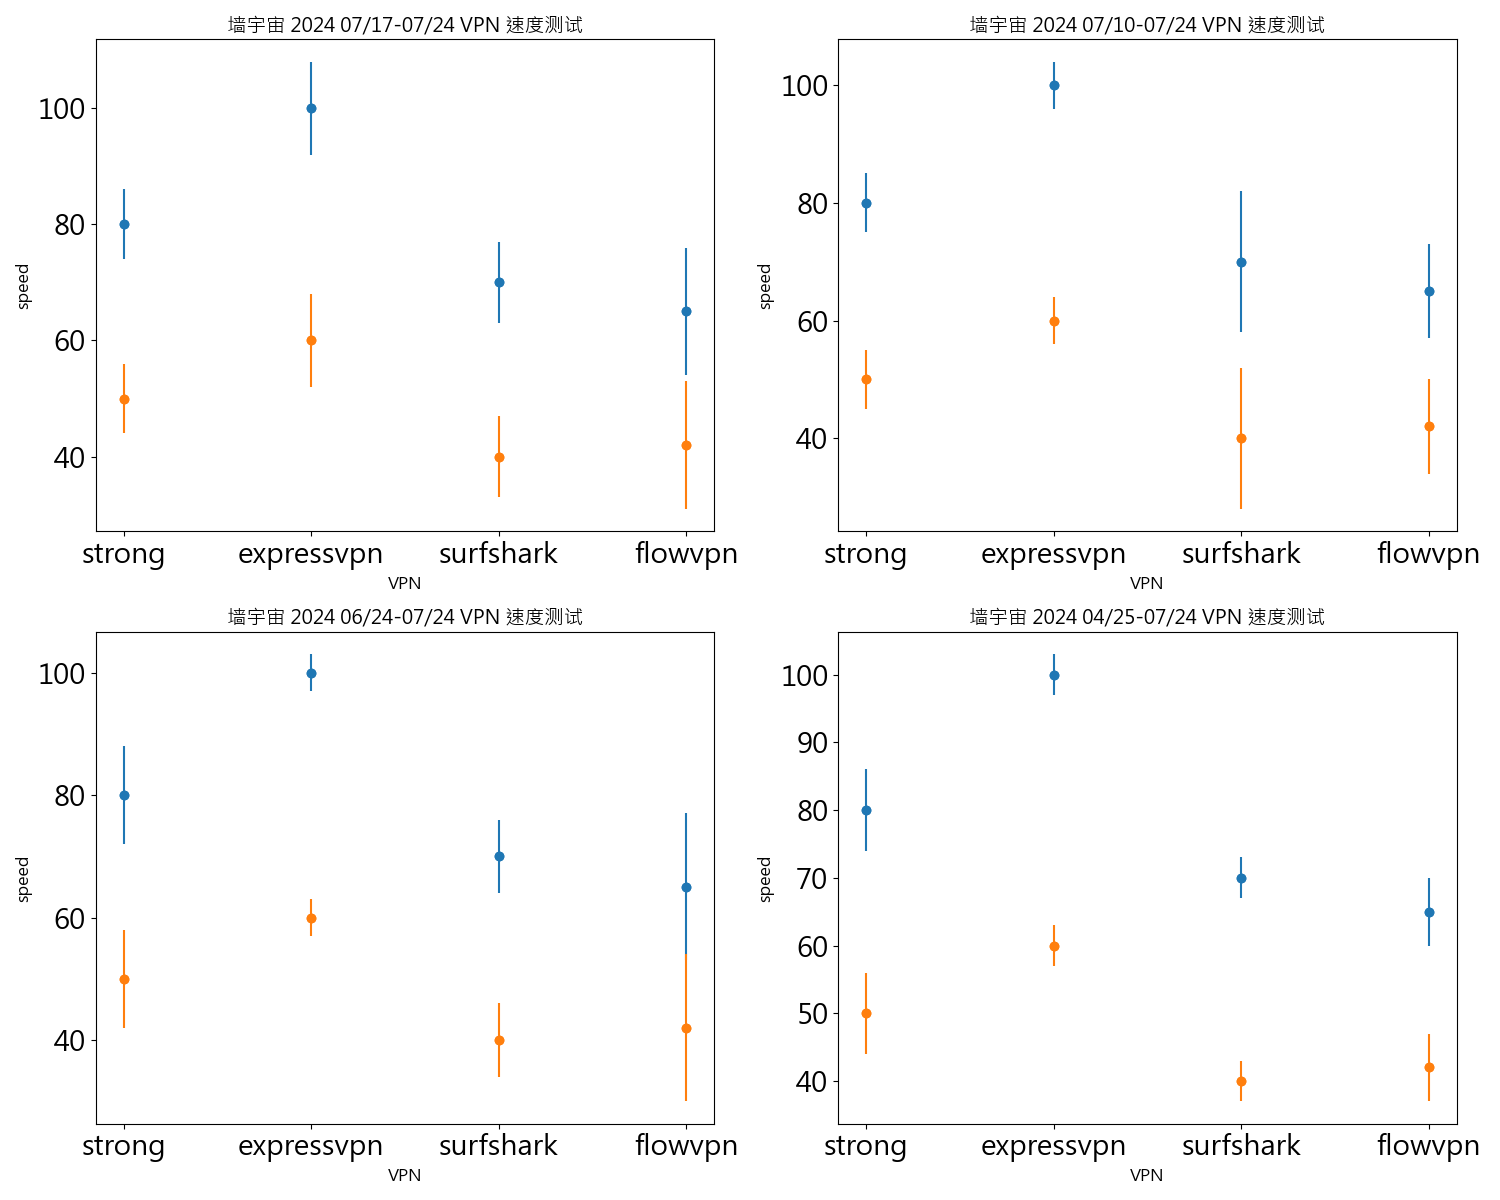 墙宇宙 2024 07/17-07/24 VPN 速度测试
speed
100
80
60
40
strong expressvpn surfshark flowvpn
VPN
墙宇宙 2024 07/10-07/24 VPN 速度测试
speed
100
80
60
40
strong expressvpn surfshark flowvpn
VPN
墙宇宙 2024 06/24-07/24 VPN 速度测试
speed
100
80
60
40
strong expressvpn surfshark flowvpn
VPN
墙宇宙 2024 04/25-07/24 VPN 速度测试
speed
100
90
80
70
60
50
40
strong expressvpn surfshark flowvpn
VPN